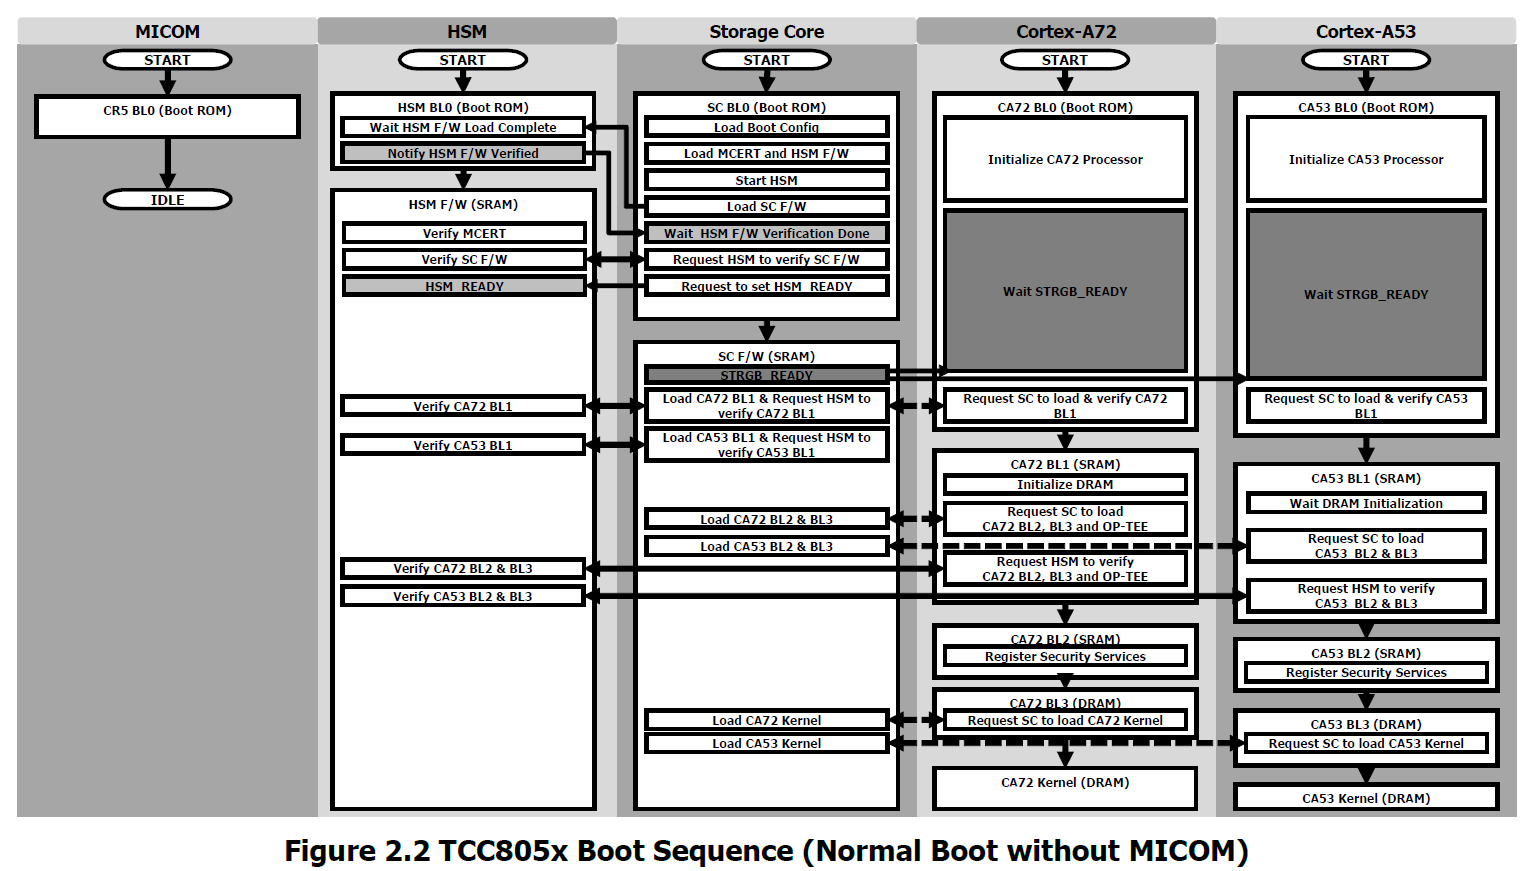 MICOM
START
CR5 BL0 (Boot ROM)
IDLE
HSM
START
HSM BL0 (Boot ROM)
Wait HSM F/W Load Complete
Notify HSM F/W Verified
HSM F/W (SRAM)
Verify MCERT
Verify SC F/W
HSM_READY
Verify CA72 BL1
Verify CA53 BL1
Verify CA72 BL2 & BL3
Verify CA53 BL2 & BL3
Storage Core
START
SC BL0 (Boot ROM)
Load Boot Config
Load MCERT and HSM F/W
Start HSM
Load SC F/W
Wait HSM F/W Verification Done
Request HSM to verify SC F/W
Request to set HSM_READY
SC F/W (SRAM)
STRGB_READY
Load CA72 BL1 & Request HSM to
verify CA72 BL1
Load CA53 BL1 & Request HSM to
verify CA53 BL1
Load CA72 BL2 & BL3
Load CA53 BL2 & BL3
Load CA72 Kernel
Load CA53 Kernel
Cortex-A72
START
CA72 BL0 (Boot ROM)
Initialize CA72 Processor
Wait STRGB_READY
Request SC to load & verify CA72
BL1
CA72 BL1 (SRAM)
Initialize DRAM
Request SC to load
CA72 BL2, BL3 and OP-TEE
Request HSM to verify
CA72 BL2, BL3 and OP-TEE
CA72 BL2 (SRAM)
Register Security Services
CA72 BL3 (DRAM)
Request SC to load CA72 Kernel
CA72 Kernel (DRAM)
Cortex-A53
START
CA53 BL0 (Boot ROM)
Initialize CA53 Processor
Wait STRGB_READY
Request SC to load & verify CA53
BL1
CA53 BL1 (SRAM)
Wait DRAM Initialization
Request SC to load
CA53 BL2 & BL3
Request HSM to verify
CA53 BL2 & BL3
CA53 BL2 (SRAM)
Register Security Services
CA53 BL3 (DRAM)
Request SC to load CA53 Kernel
CA53 Kernel (DRAM)
Figure 2.2 TCC805x Boot Sequence (Normal Boot without MICOM)